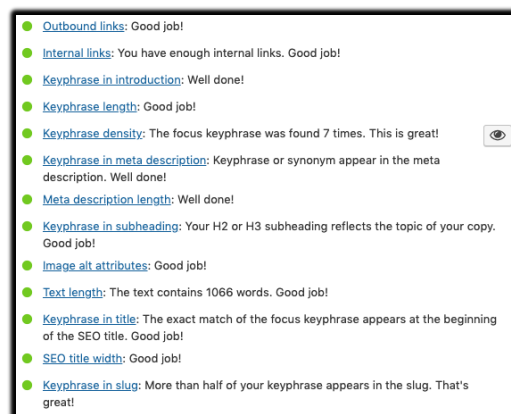 Outbound links: Good job!
Internal links: You have enough internal links. Good job!
Keyphrase in introduction: Well done!
Keyphrase length: Good job!
Keyphrase density: The focus keyphrase was found 7 times. This is great!
Keyphrase in meta description: Keyphrase or synonym appear in the meta
description. Well done!
Meta description length: Well done!
Keyphrase in subheading: Your H2 or H3 subheading reflects the topic of your copy.
Good job!
Image alt attributes: Good job!
Text length: The text contains 1066 words. Good job!
Keyphrase in title: The exact match of the focus keyphrase appears at the beginning
of the SEO title. Good job!
SEO title width: Good job!
Keyphrase in slug: More than half of your keyphrase appears in the slug. That's
great!